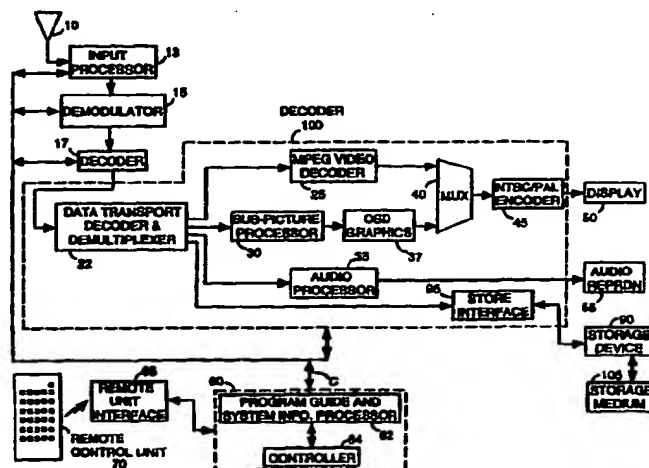 10
INPUT
PROCESSOR
13
15
DEMODULATOR
17
DECODER
DECODER
100
MPEG VIDEO
DECODER
25
40
MUX
NTSC/PAL
ENCODER
45
DISPLAY
50
DATA TRANSPORT
DECODER &
DEMULTIPLEXER
22
SUB-PICTURE
PROCESSOR
30
OSD
GRAPHICS
37
AUDIO
PROCESSOR
95
STORE
INTERFACE
AUDIO
REPRDN
STORAGE
DEVICE
90
105
STORAGE
MEDIUM
C
60
REMOTE
UNIT
INTERFACE
PROGRAM GUIDE AND
SYSTEM INFO. PROCESSOR
62
REMOTE
CONTROL UNIT
70
CONTROLLER
64